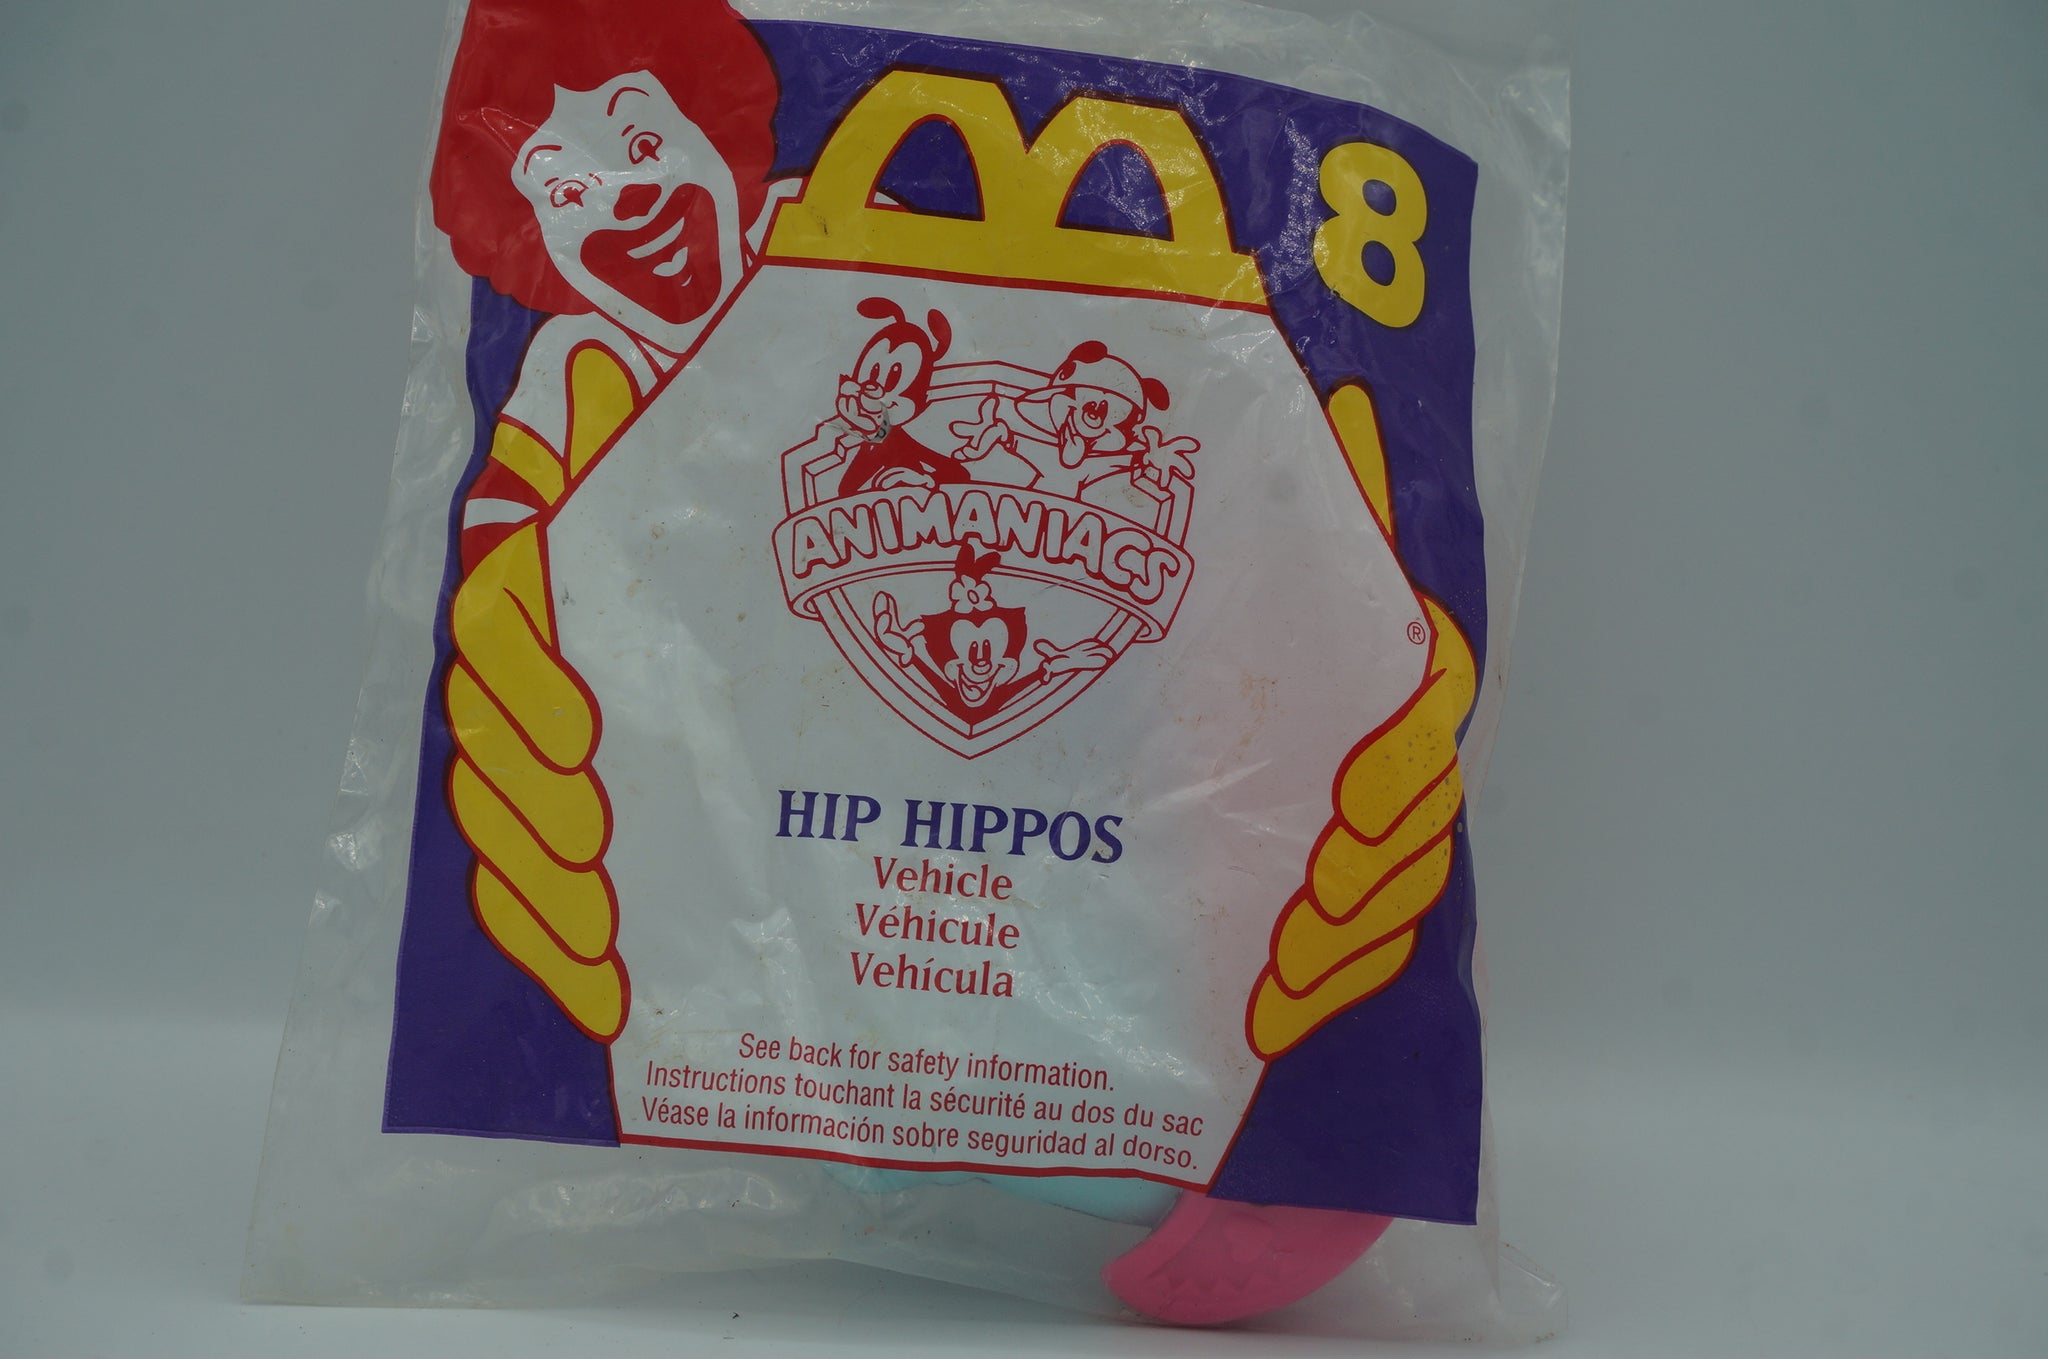 8
ANIMANIACS
®
HIP HIPPOS
Vehicle
Véhicule
Vehícula
See back for safety information.
Instructions touchant la sécurité au dos du sac
Véase la información sobre seguridad al dorso.